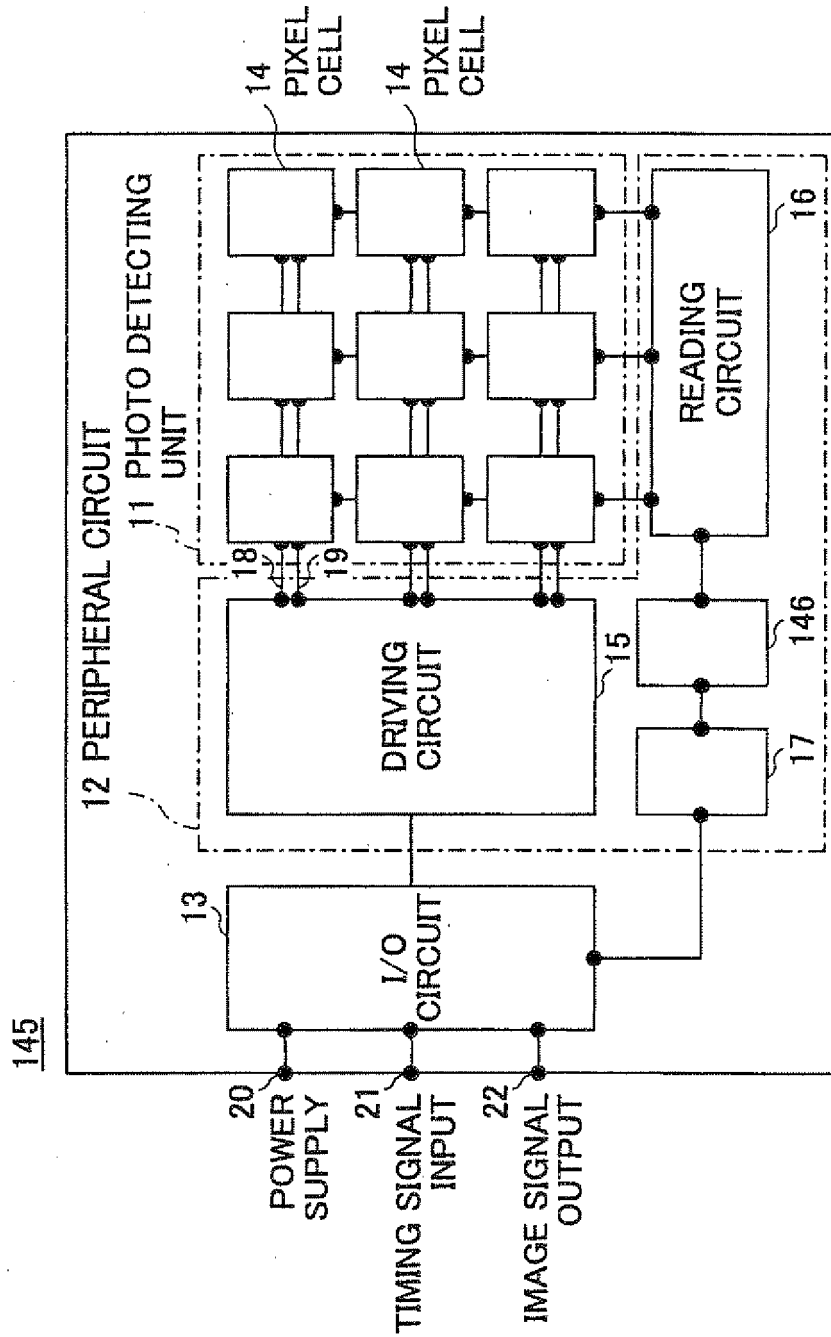 145
12 PERIPHERAL CIRCUIT
11 PHOTO DETECTING
UNIT
14
PIXEL
CELL
14
PIXEL
CELL
13
18
19
20
POWER
SUPPLY
21
TIMING SIGNAL
INPUT
22
IMAGE SIGNAL
OUTPUT
I/O
CIRCUIT
DRIVING
CIRCUIT
15
READING
CIRCUIT
16
17
146